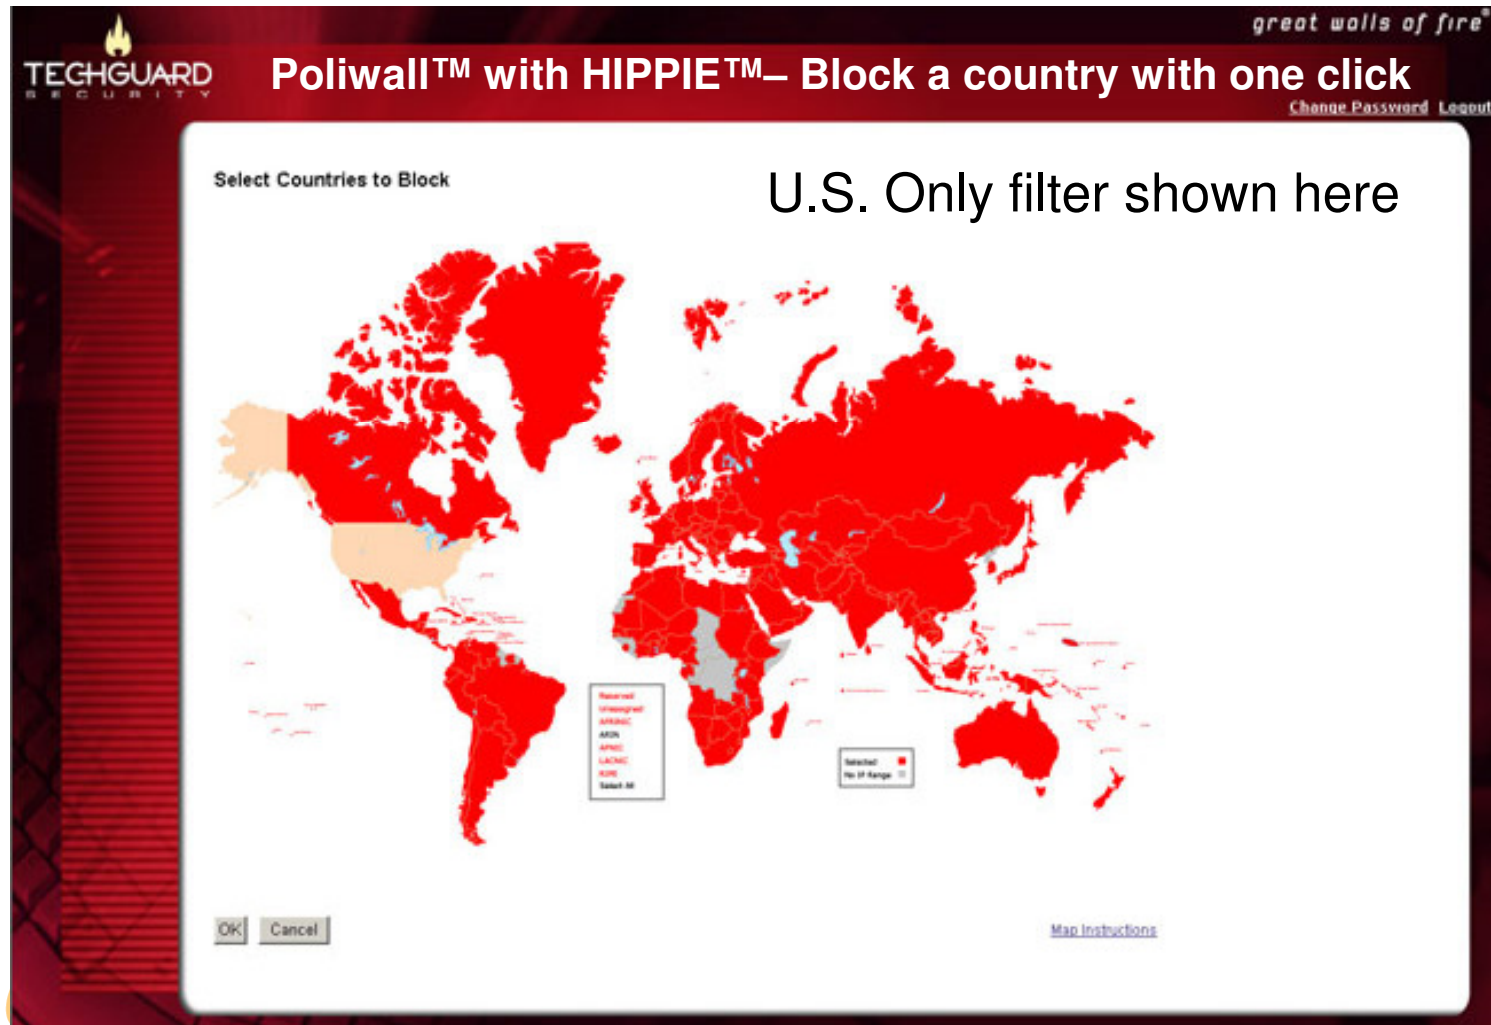 great walls of fire®
TECHGUARD
SECURITY
Poliwall™ with HIPPIE™– Block a country with one click
Change Password Logout
Select Countries to Block
U.S. Only filter shown here
Reserved
Unassigned
AFRINIC
ARIN
APNIC
LACNIC
RIPE
Select All
Selected
No IP Range
OK
Cancel
Map Instructions